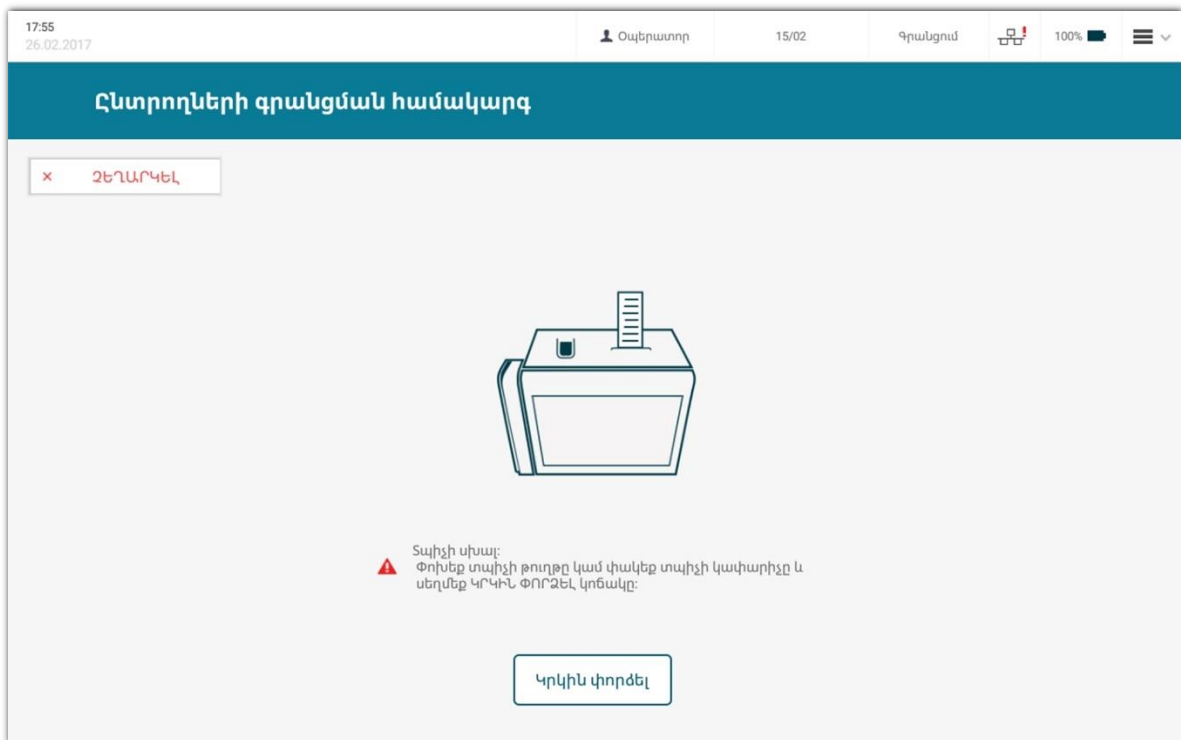 17:55
26.02.2017
Օպերատոր
15/02
Գրանցում
100%
Ընտրողների գրանցման համակարգ
ՉԵՂԱՐԿԵԼ
Տպիչի սխալ:
Փոխեք տպիչի թուղթը կամ փակեք տպիչի կափարիչը և
սեղմեք ԿՐԿԻՆ ՓՈՐՁԵԼ կոճակը:
Կրկին փորձել